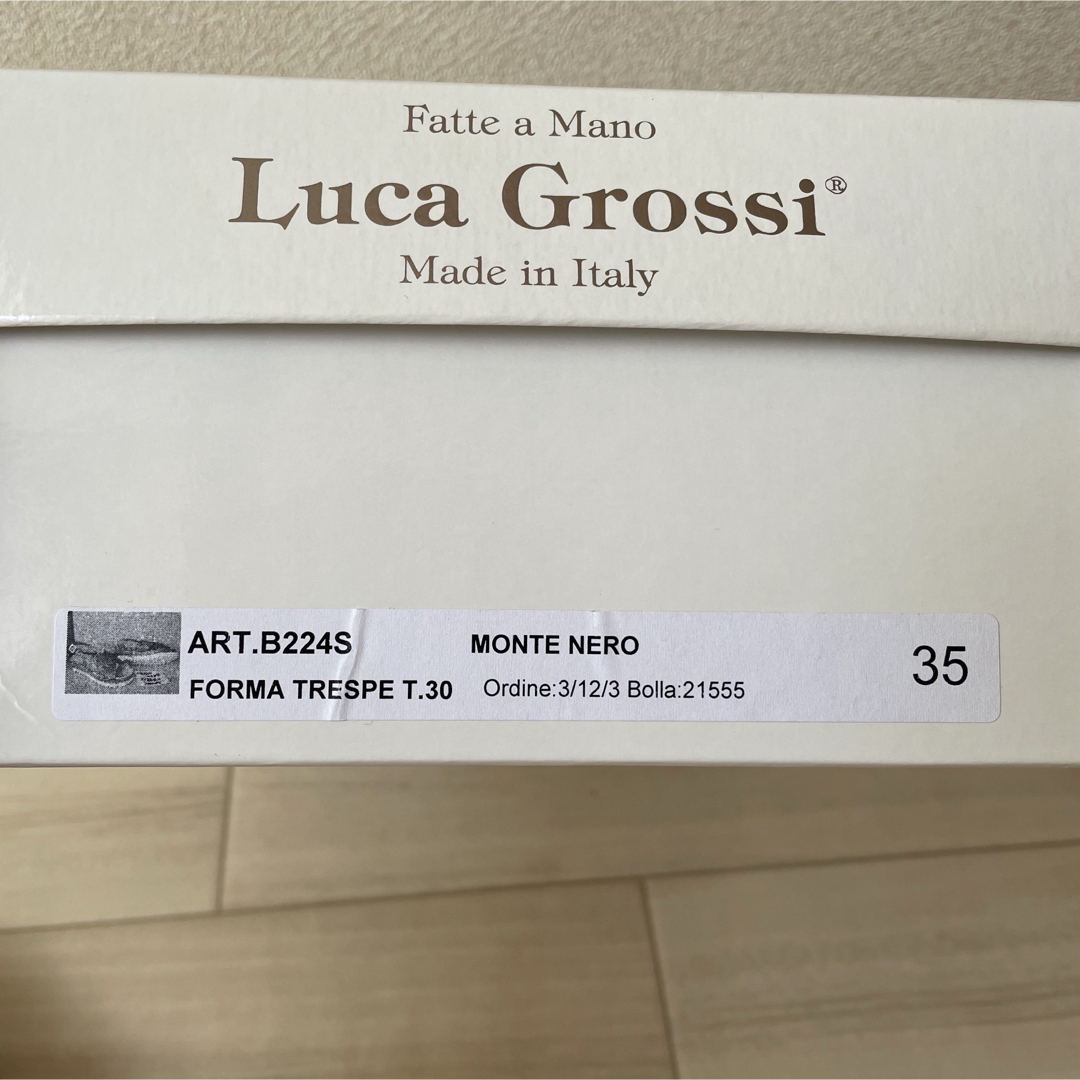 Fatte a Mano
Luca Grossi®
Made in Italy
ART.B224S MONTE NERO 35
FORMA TRESPE T.30 Ordine:3/12/3 Bolla:21555